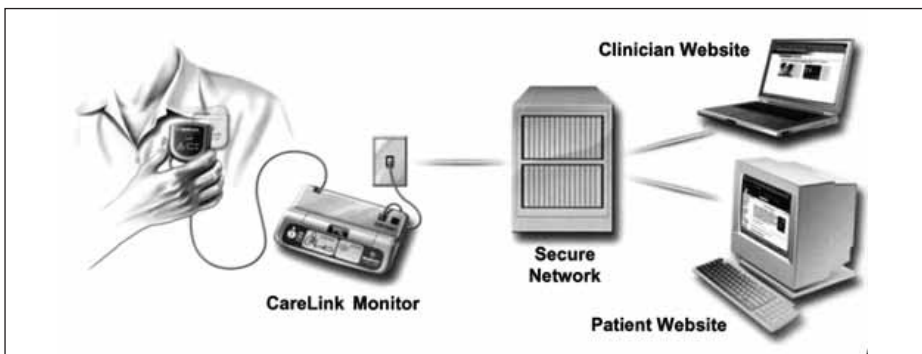 Clinician Website
Secure
Network
CareLink Monitor
Patient Website